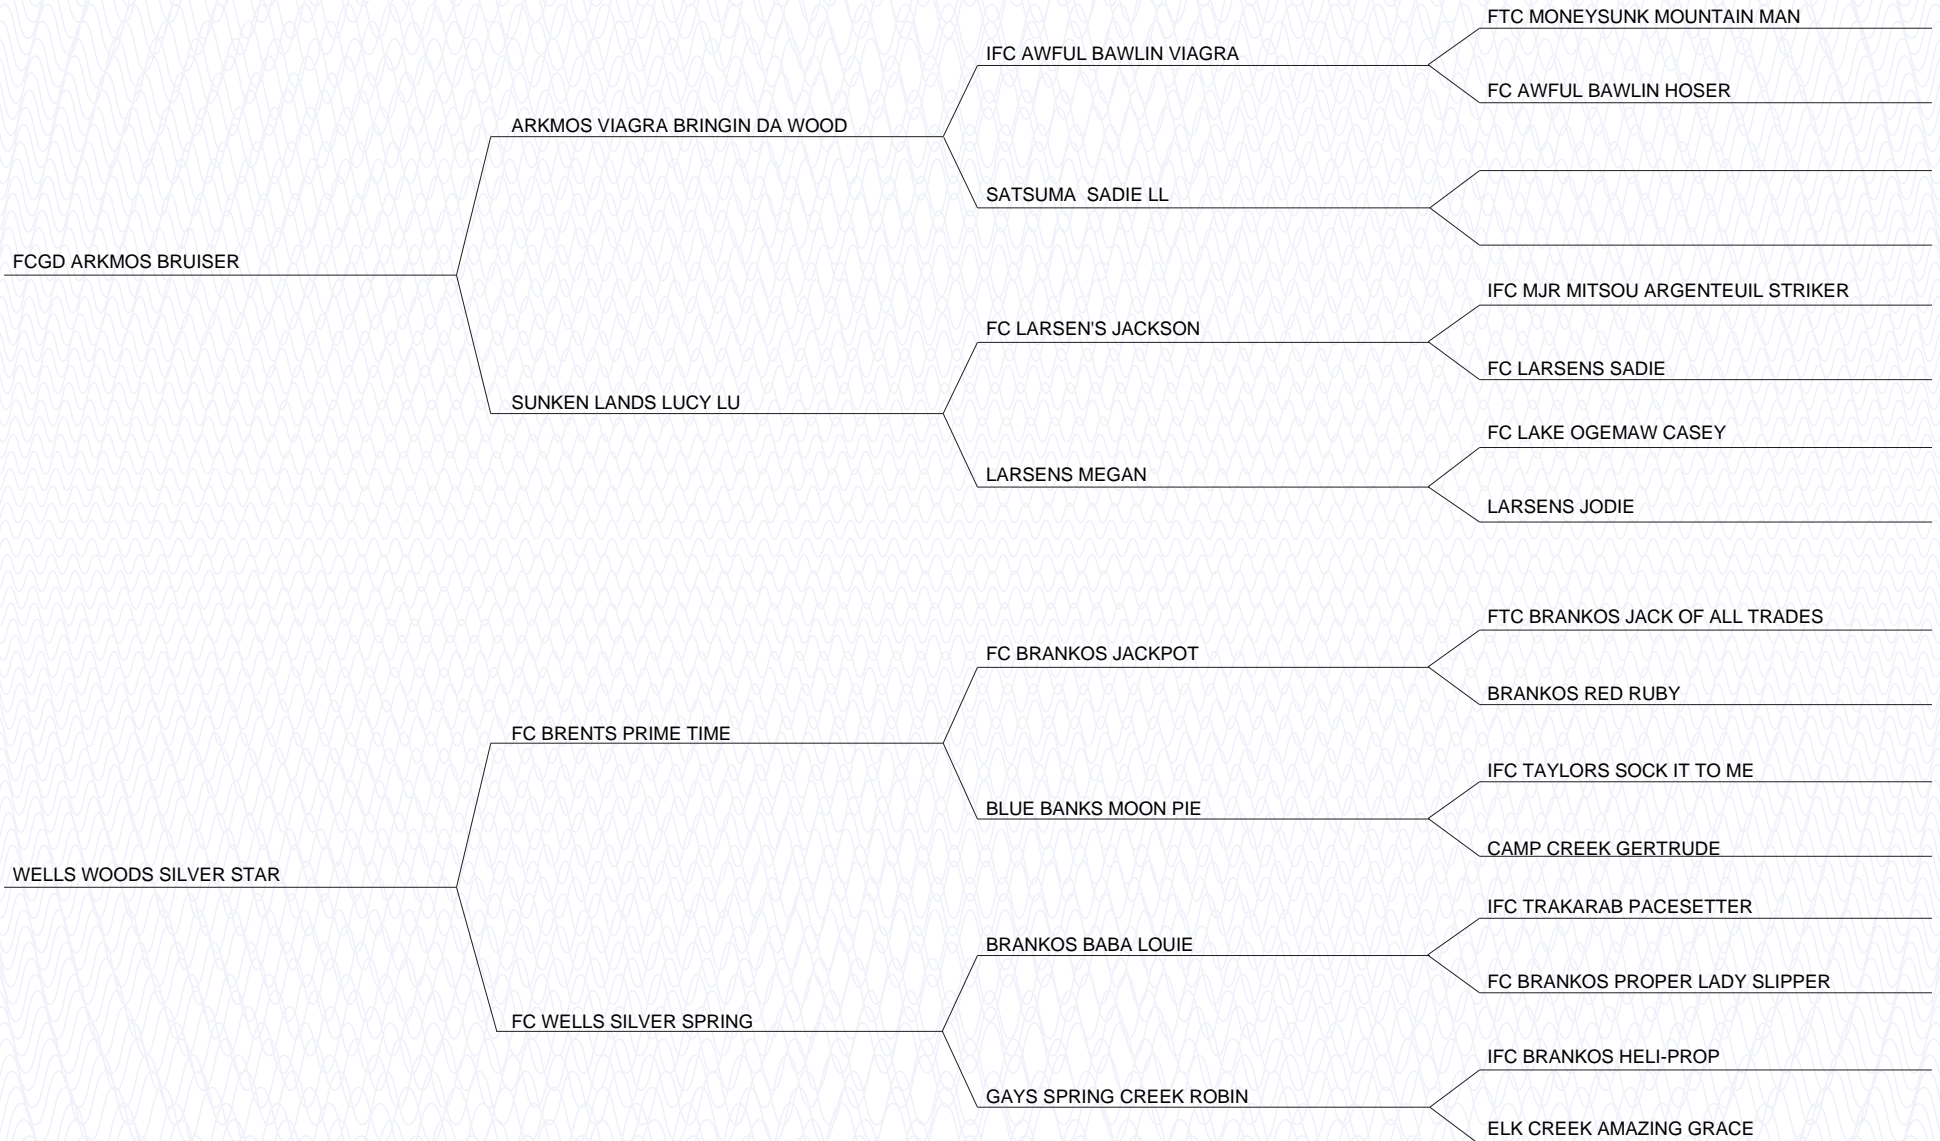 FTC MONEYSUNK MOUNTAIN MAN
IFC AWFUL BAWLIN VIAGRA
FC AWFUL BAWLIN HOSER
ARKMOS VIAGRA BRINGIN DA WOOD
SATSUMA  SADIE LL
FCGD ARKMOS BRUISER
IFC MJR MITSOU ARGENTEUIL STRIKER
FC LARSEN'S JACKSON
FC LARSENS SADIE
SUNKEN LANDS LUCY LU
FC LAKE OGEMAW CASEY
LARSENS MEGAN
LARSENS JODIE
FTC BRANKOS JACK OF ALL TRADES
FC BRANKOS JACKPOT
BRANKOS RED RUBY
FC BRENTS PRIME TIME
IFC TAYLORS SOCK IT TO ME
BLUE BANKS MOON PIE
CAMP CREEK GERTRUDE
WELLS WOODS SILVER STAR
IFC TRAKARAB PACESETTER
BRANKOS BABA LOUIE
FC BRANKOS PROPER LADY SLIPPER
FC WELLS SILVER SPRING
IFC BRANKOS HELI-PROP
GAYS SPRING CREEK ROBIN
ELK CREEK AMAZING GRACE